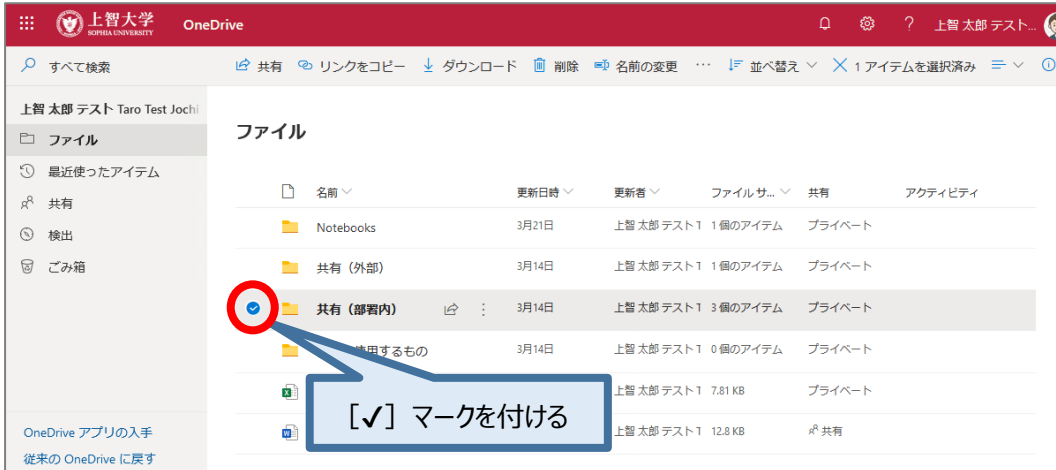 上智大学
SOPHIA UNIVERSITY
OneDrive
? 上智 太郎 テスト...
すべて検索
共有 リンクをコピー ダウンロード 削除 名前の変更 … 並べ替え 1 アイテムを選択済み
上智 太郎 テスト Taro Test Jochi
ファイル
最近使ったアイテム
共有
検出
ごみ箱
OneDrive アプリの入手
従来の OneDrive に戻す
ファイル
名前 更新日時 更新者 ファイル サ... 共有 アクティビティ
Notebooks 3月21日 上智 太郎 テスト T 1 個のアイテム プライベート
共有（外部） 3月14日 上智 太郎 テスト T 1 個のアイテム プライベート
共有（部署内） 3月14日 上智 太郎 テスト T 3 個のアイテム プライベート
使用するもの 3月14日 上智 太郎 テスト T 0 個のアイテム プライベート
上智 太郎 テスト T 7.81 KB プライベート
上智 太郎 テスト T 12.8 KB 共有
［✓］マークを付ける